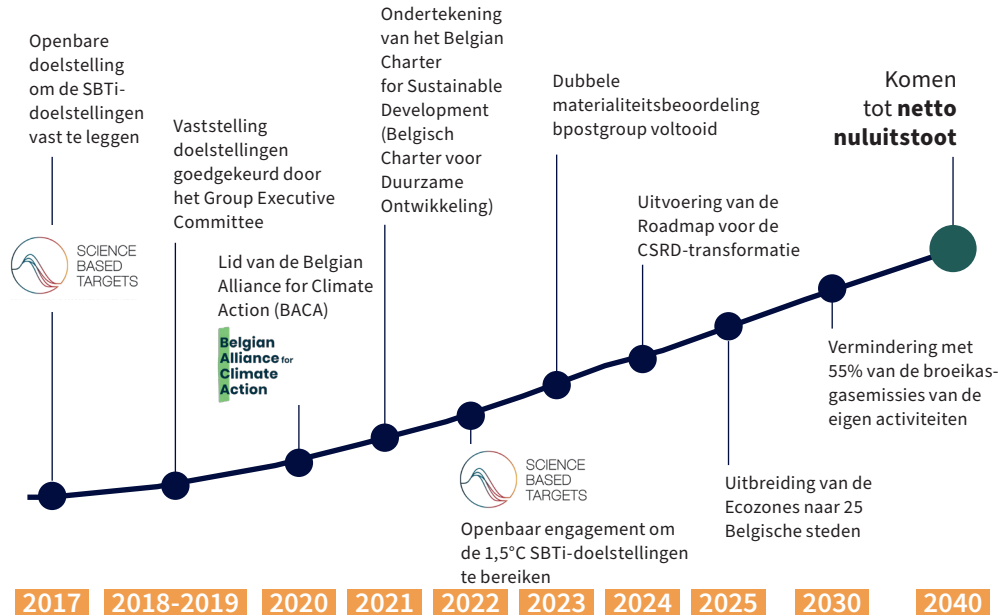 Openbare
doelstelling
om de SBTi-
doelstellingen
vast te leggen
SCIENCE
BASED
TARGETS
Vaststelling
doelstellingen
goedgekeurd door
het Group Executive
Committee
Lid van de Belgian
Alliance for Climate
Action (BACA)
Belgian
Alliance for
Climate
Action
Ondertekening
van het Belgian
Charter
for Sustainable
Development
(Belgisch
Charter voor
Duurzame
Ontwikkeling)
SCIENCE
BASED
TARGETS
Openbaar engagement om
de 1,5°C SBTi-doelstellingen
te bereiken
Dubbele
materialiteitsbeoordeling
bpostgroup voltooid
Uitvoering van de
Roadmap voor de
CSRD-transformatie
Uitbreiding van de
Ecozones naar 25
Belgische steden
Vermindering met
55% van de broeikas-
gasemissies van de
eigen activiteiten
Komen
tot netto
nuluitstoot
2017 2018-2019 2020 2021 2022 2023 2024 2025 2030 2040